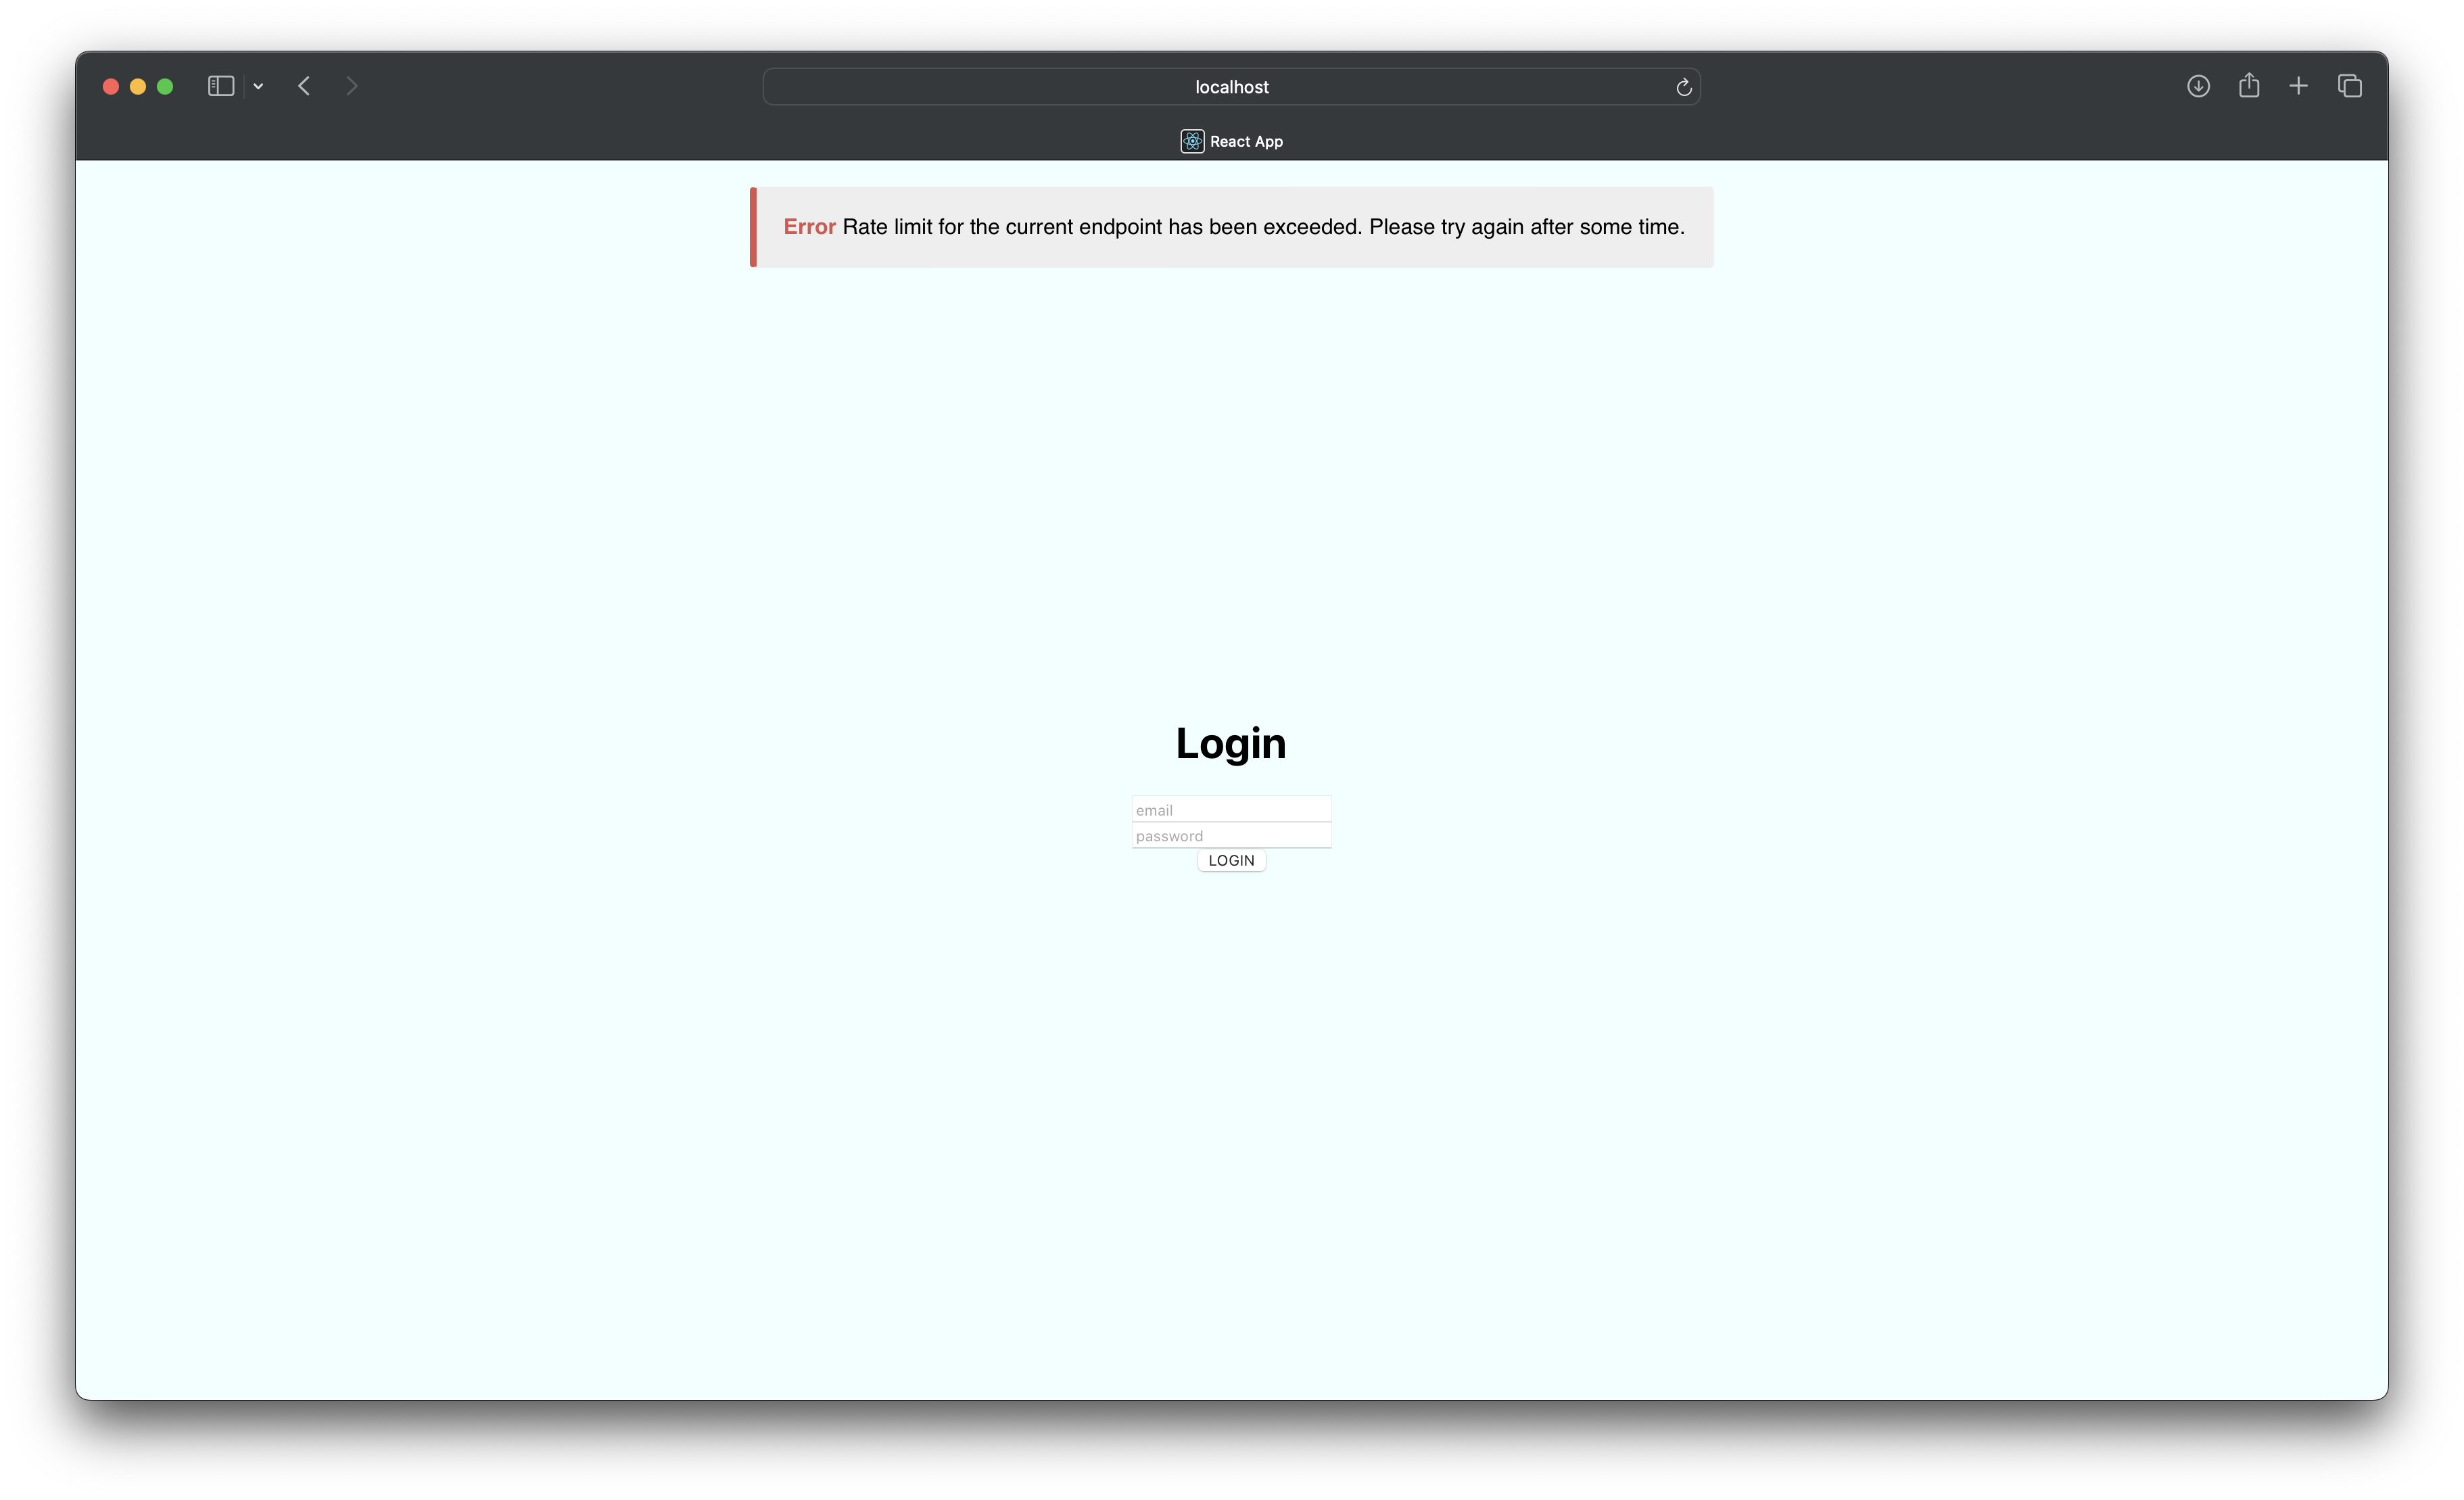 localhost
React App
Error Rate limit for the current endpoint has been exceeded. Please try again after some time.
Login
email
password
LOGIN